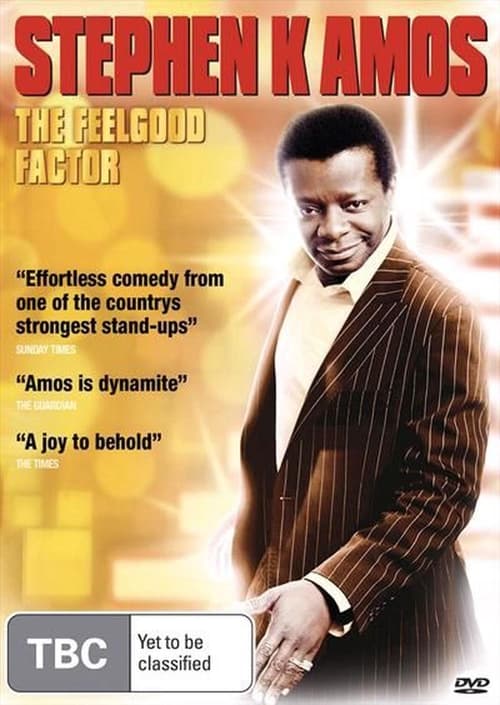 STEPHEN K AMOS
THE FEELGOOD
FACTOR
“Effortless comedy from
one of the countrys
strongest stand-ups”
SUNDAY TIMES
“Amos is dynamite”
THE GUARDIAN
“A joy to behold”
THE TIMES
TBC
Yet to be
classified
DVD